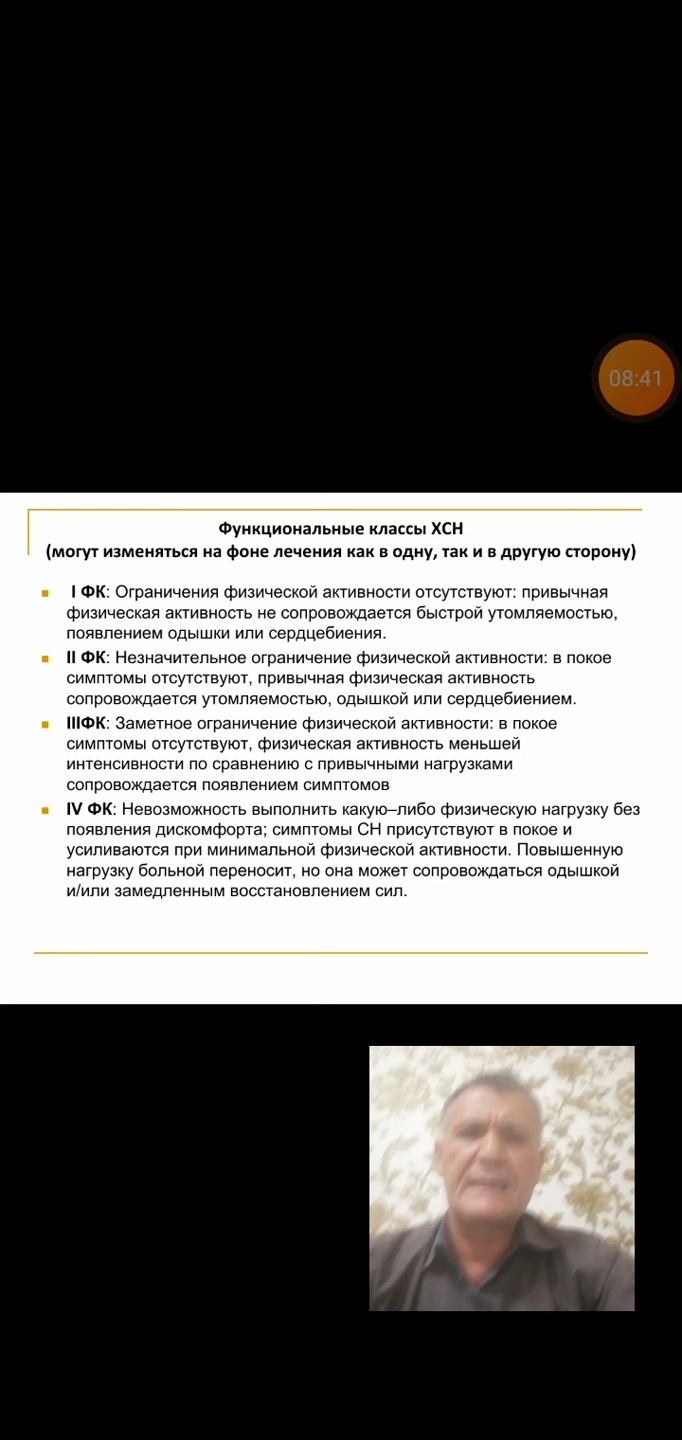 08:41
Функциональные классы ХСН
(могут изменяться на фоне лечения как в одну, так и в другую сторону)
I ФК: Ограничения физической активности отсутствуют: привычная
физическая активность не сопровождается быстрой утомляемостью,
появлением одышки или сердцебиения.
II ФК: Незначительное ограничение физической активности: в покое
симптомы отсутствуют, привычная физическая активность
сопровождается утомляемостью, одышкой или сердцебиением.
IIIФК: Заметное ограничение физической активности: в покое
симптомы отсутствуют, физическая активность меньшей
интенсивности по сравнению с привычными нагрузками
сопровождается появлением симптомов
IV ФК: Невозможность выполнить какую–либо физическую нагрузку без
появления дискомфорта; симптомы СН присутствуют в покое и
усиливаются при минимальной физической активности. Повышенную
нагрузку больной переносит, но она может сопровождаться одышкой
и/или замедленным восстановлением сил.